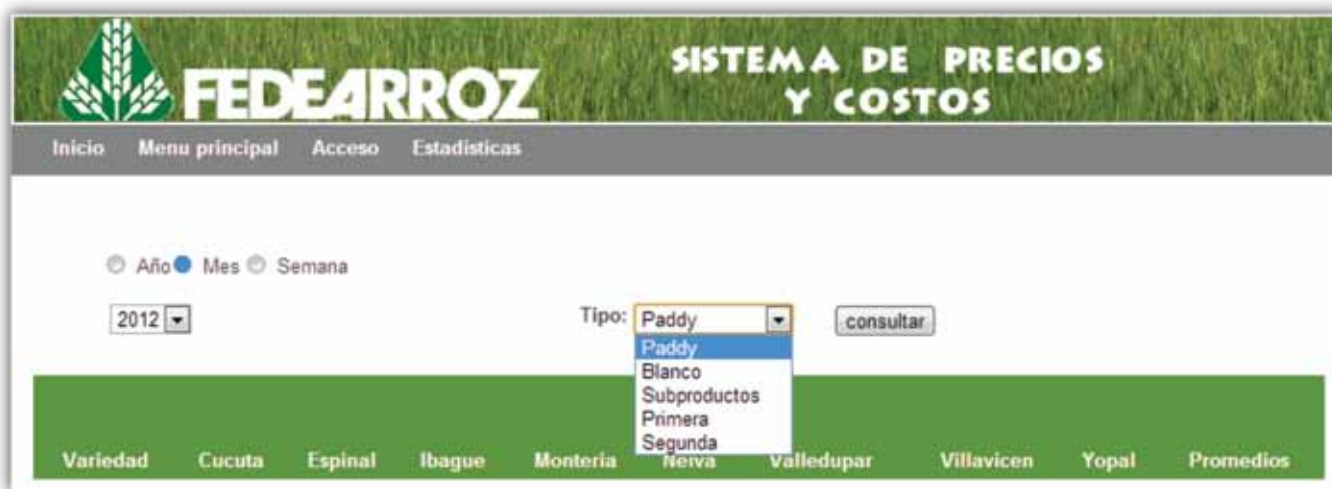 FEDEARROZ
SISTEMA DE PRECIOS
Y COSTOS
Inicio Menu principal Acceso Estadisticas
Año Mes Semana
2012 Tipo: Paddy consultar
Paddy
Blanco
Subproductos
Primera
Segunda
Variedad Cucuta Espinal Ibague Monteria Neiva Valledupar Villavicen Yopal Promedios